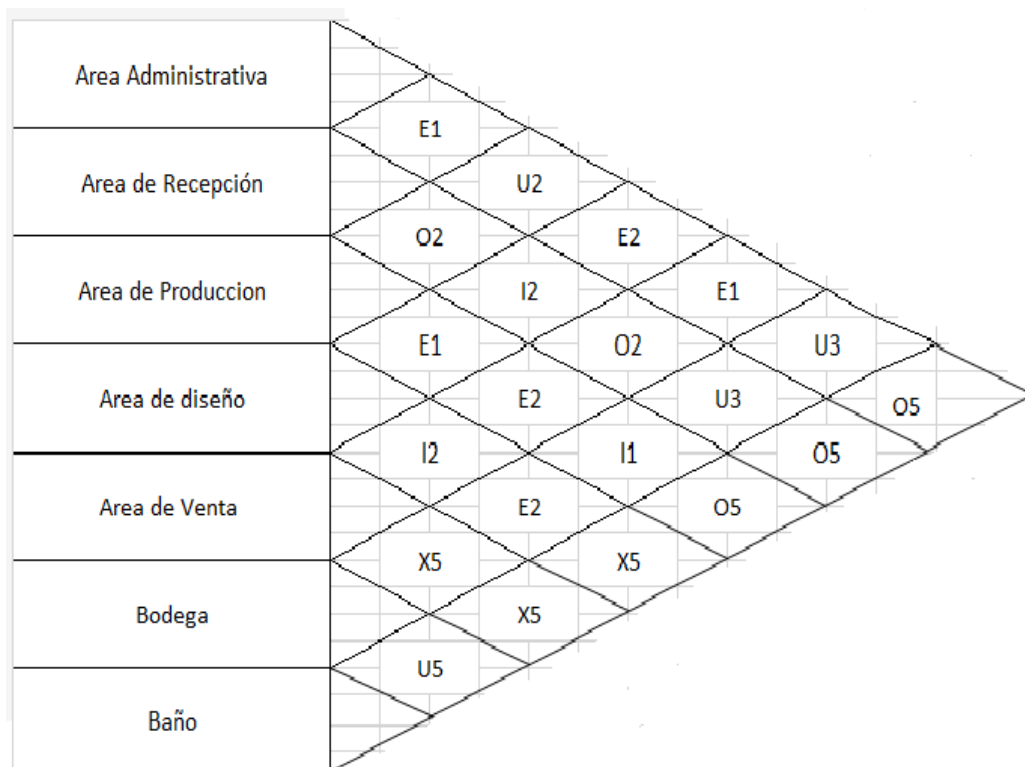 Area Administrativa
E1
Area de Recepción
U2
O2
E2
Area de Produccion
I2
E1
E1
O2
U3
Area de diseño
E2
U3
O5
I2
I1
O5
Area de Venta
E2
O5
X5
X5
Bodega
X5
U5
Baño